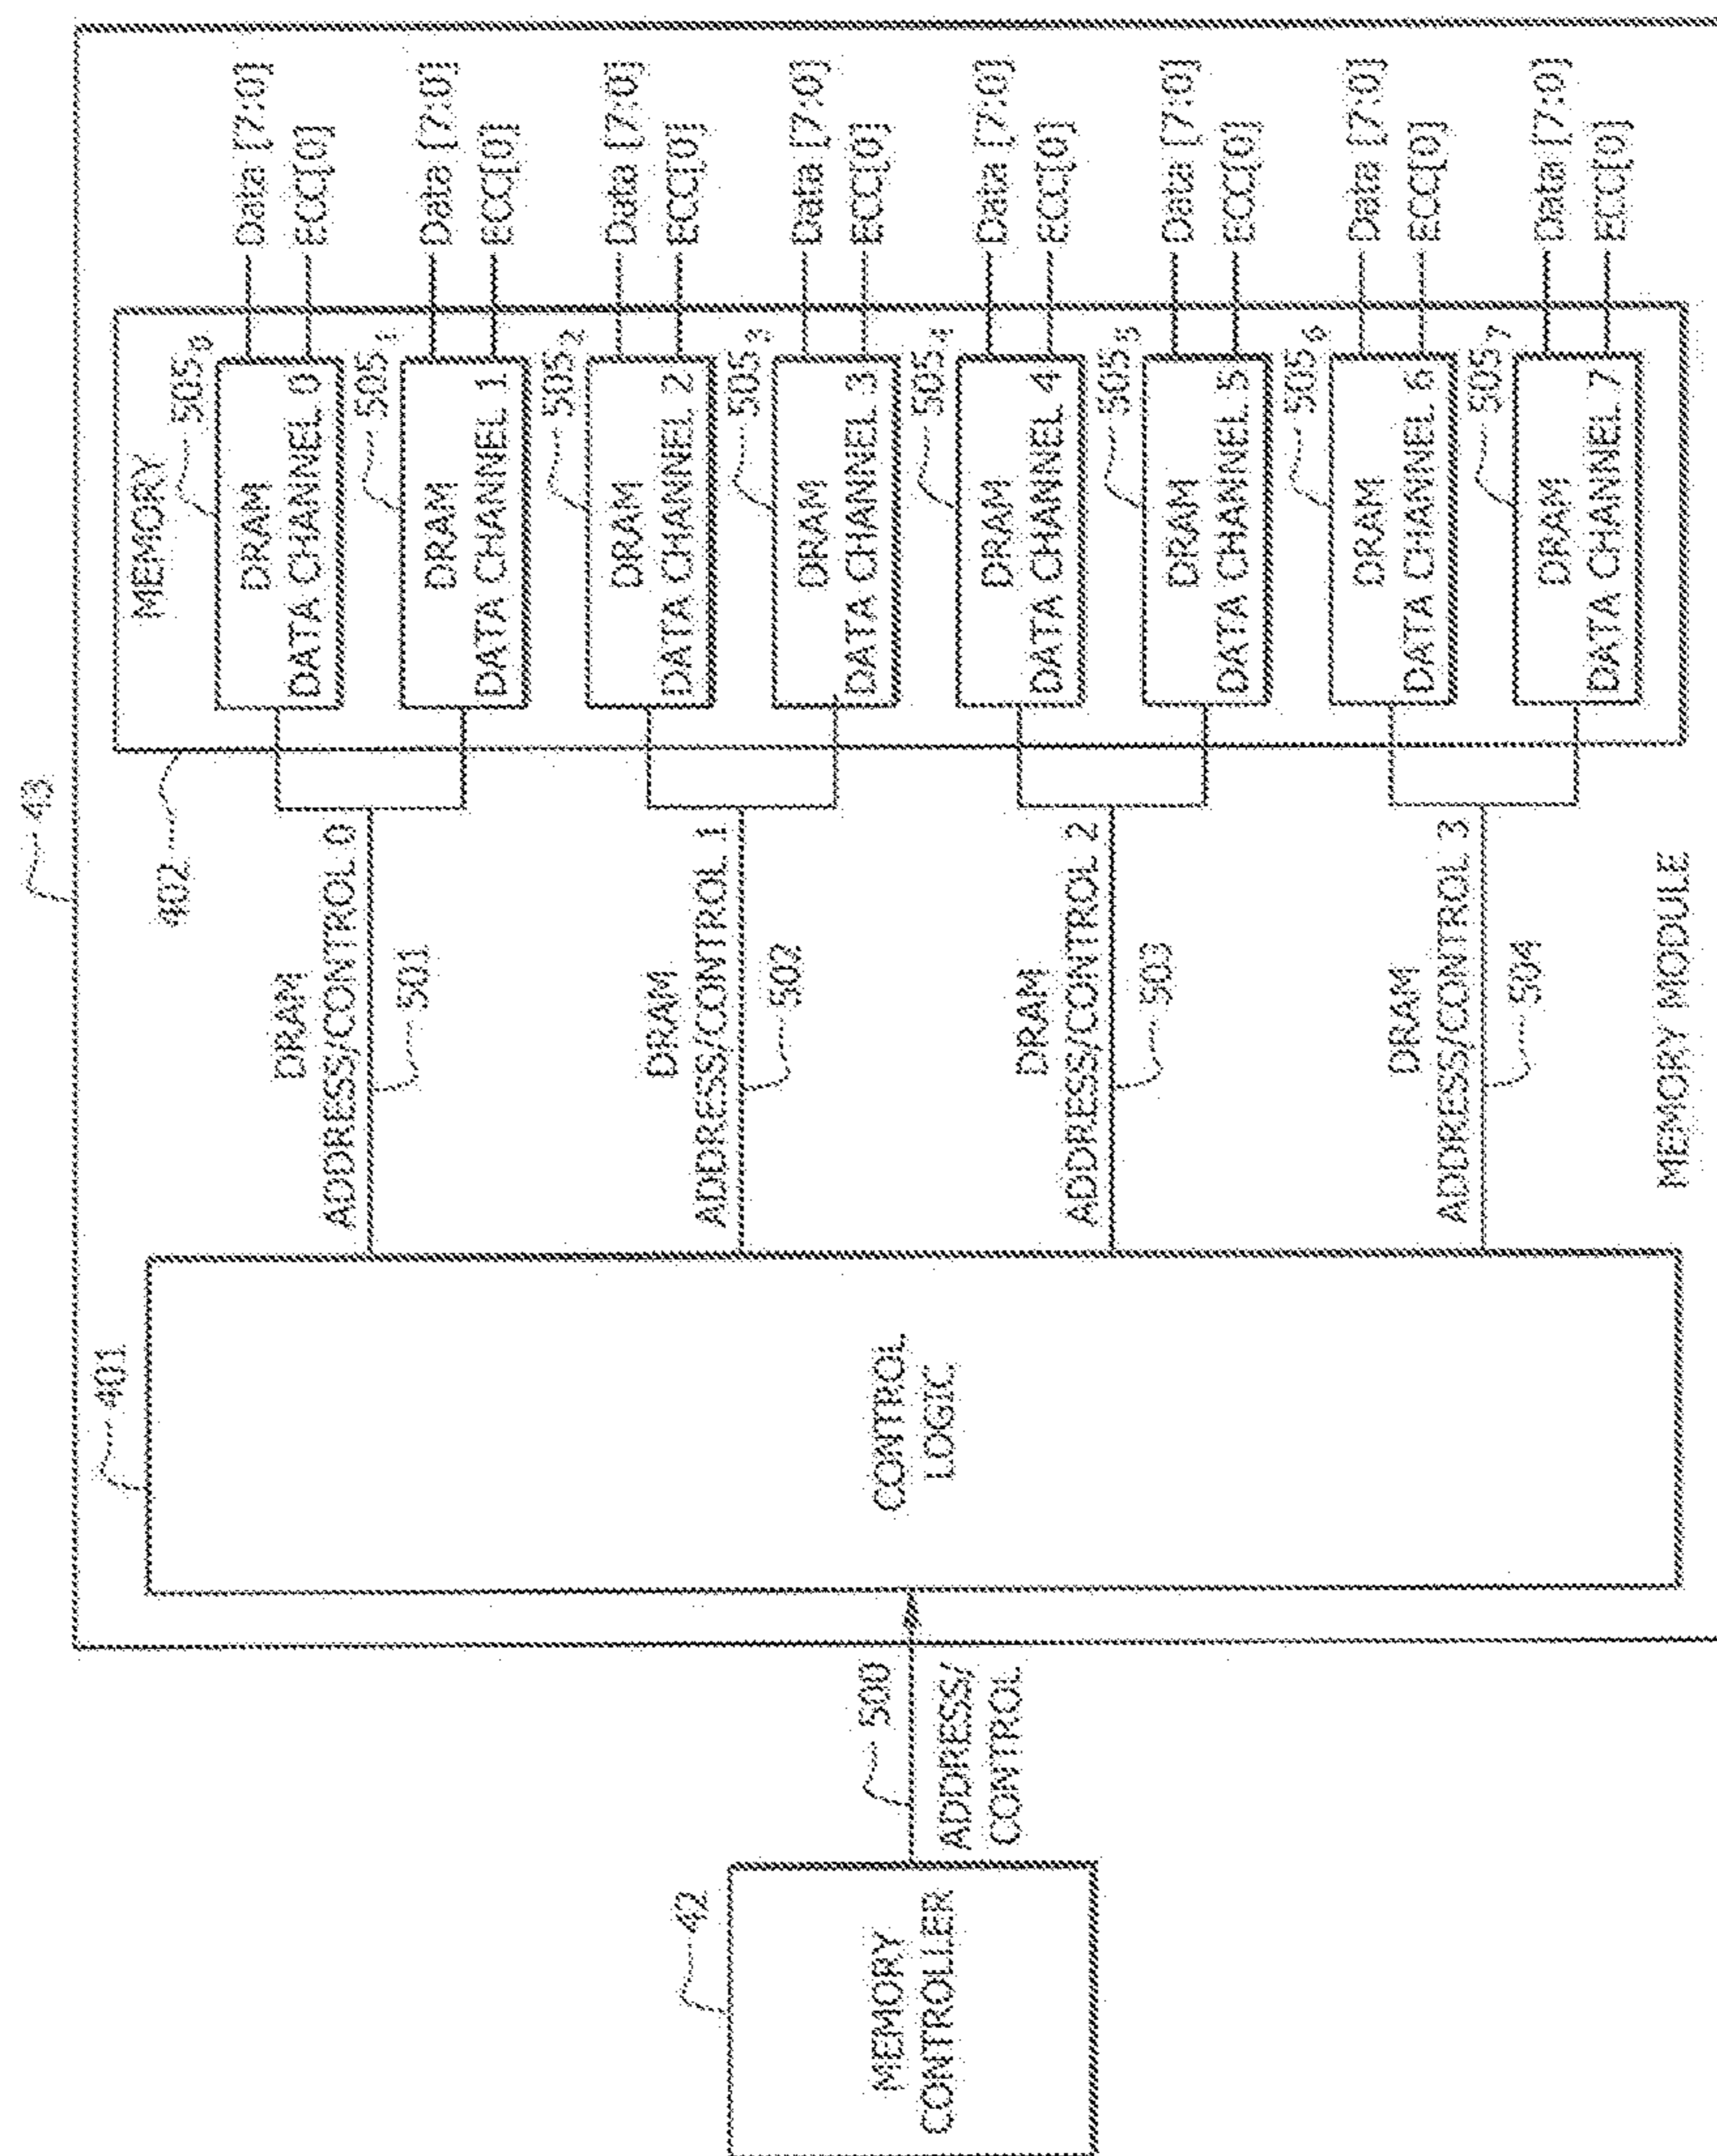 42
MEMORY
CONTROLLER
500
ADDRESS/
CONTROL
43
401
CONTROL
LOGIC
DRAM
ADDRESS/CONTROL 0
501
DRAM
ADDRESS/CONTROL 1
502
DRAM
ADDRESS/CONTROL 2
503
DRAM
ADDRESS/CONTROL 3
504
MEMORY MODULE
402
MEMORY
505₀
DRAM
DATA CHANNEL 0
Data [7:0]
ECC[0]
505₁
DRAM
DATA CHANNEL 1
Data [7:0]
ECC[0]
505₂
DRAM
DATA CHANNEL 2
Data [7:0]
ECC[0]
505₃
DRAM
DATA CHANNEL 3
Data [7:0]
ECC[0]
505₄
DRAM
DATA CHANNEL 4
Data [7:0]
ECC[0]
505₅
DRAM
DATA CHANNEL 5
Data [7:0]
ECC[0]
505₆
DRAM
DATA CHANNEL 6
Data [7:0]
ECC[0]
505₇
DRAM
DATA CHANNEL 7
Data [7:0]
ECC[0]